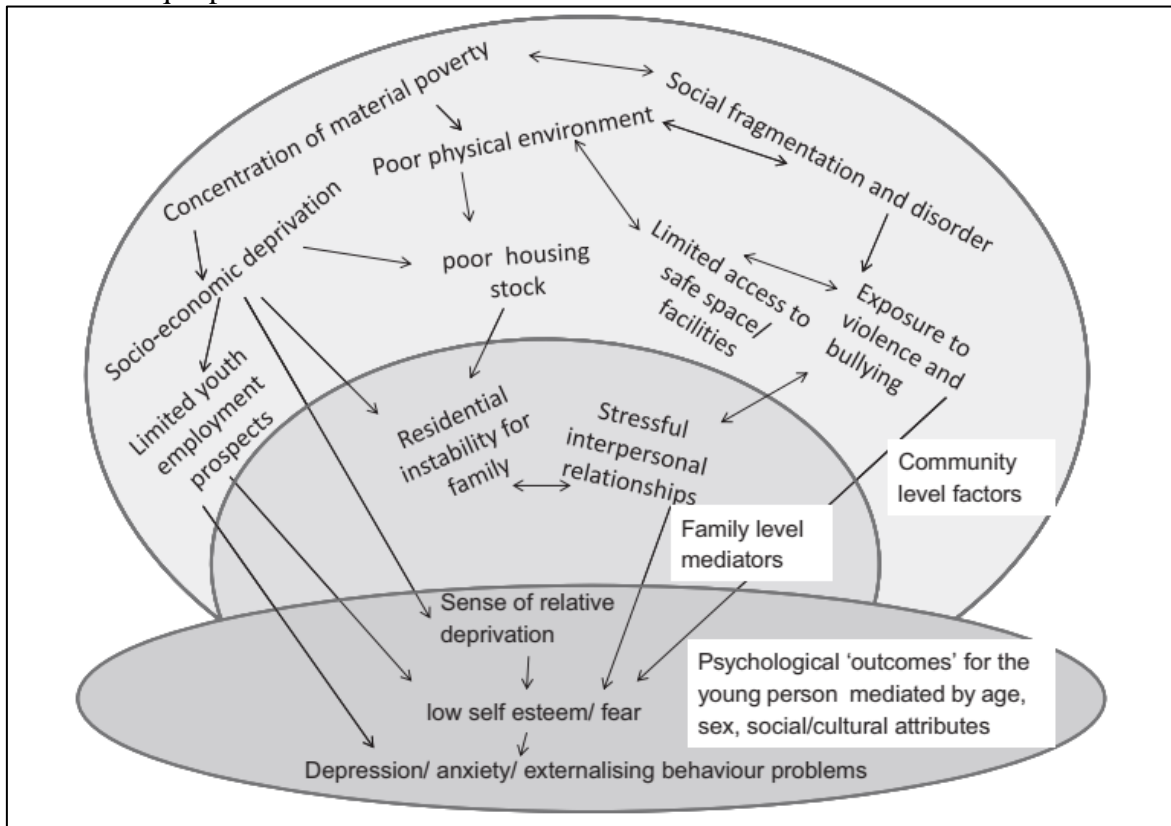 Concentration of material poverty
Social fragmentation and disorder
Poor physical environment
Socio-economic deprivation
poor housing
stock
Limited access to
safe space/
facilities
Exposure to
violence and
bullying
Limited youth
employment
prospects
Residential
instability for
family
Stressful
interpersonal
relationships
Community
level factors
Family level
mediators
Sense of relative
deprivation
Psychological ‘outcomes’ for the
young person mediated by age,
sex, social/cultural attributes
low self esteem/ fear
Depression/ anxiety/ externalising behaviour problems